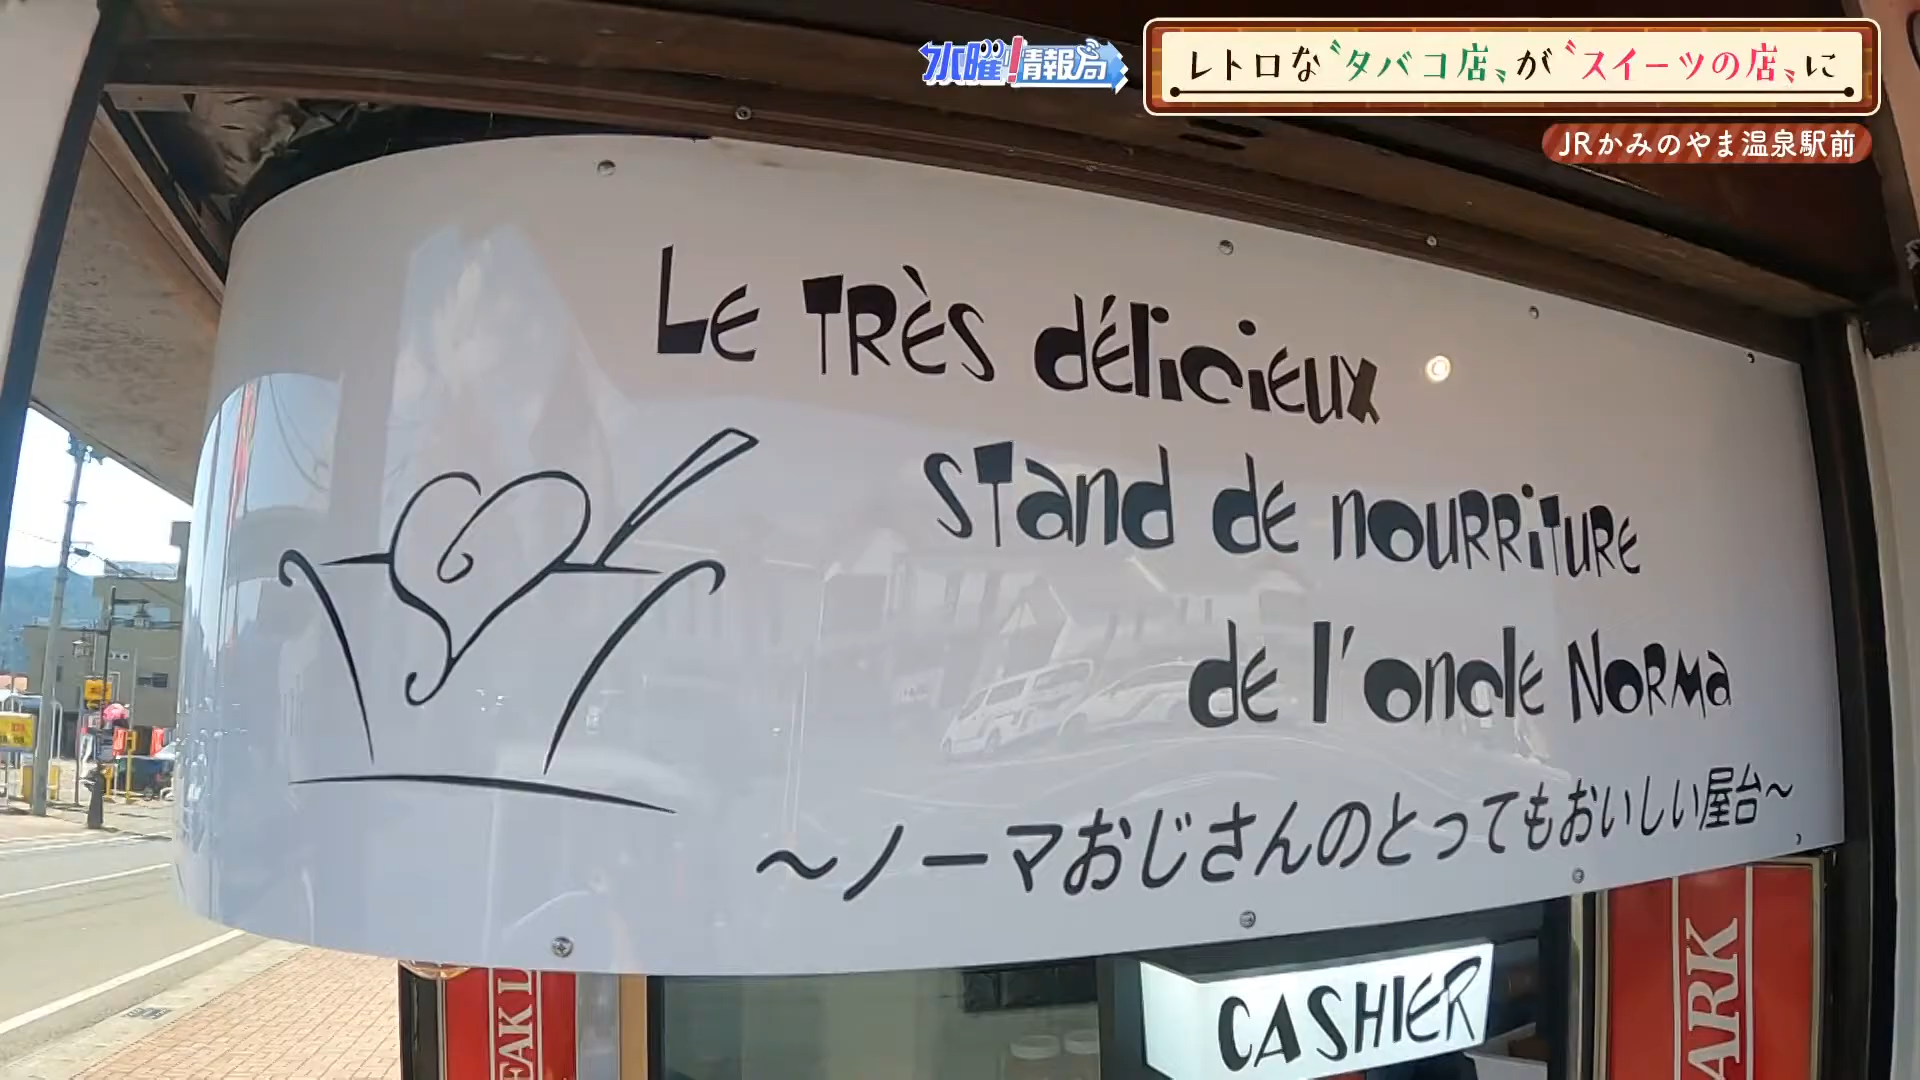 水曜!情報局
レトロな〝タバコ店〟が〝スイーツの店〟に
JRかみのやま温泉駅前
Le TRÈS déliciEUX
STand dE nOURRiTURE
dE l'onclE NORMa
～ノーマおじさんのとってもおいしい屋台～
CASHIER
EAK L
ARK